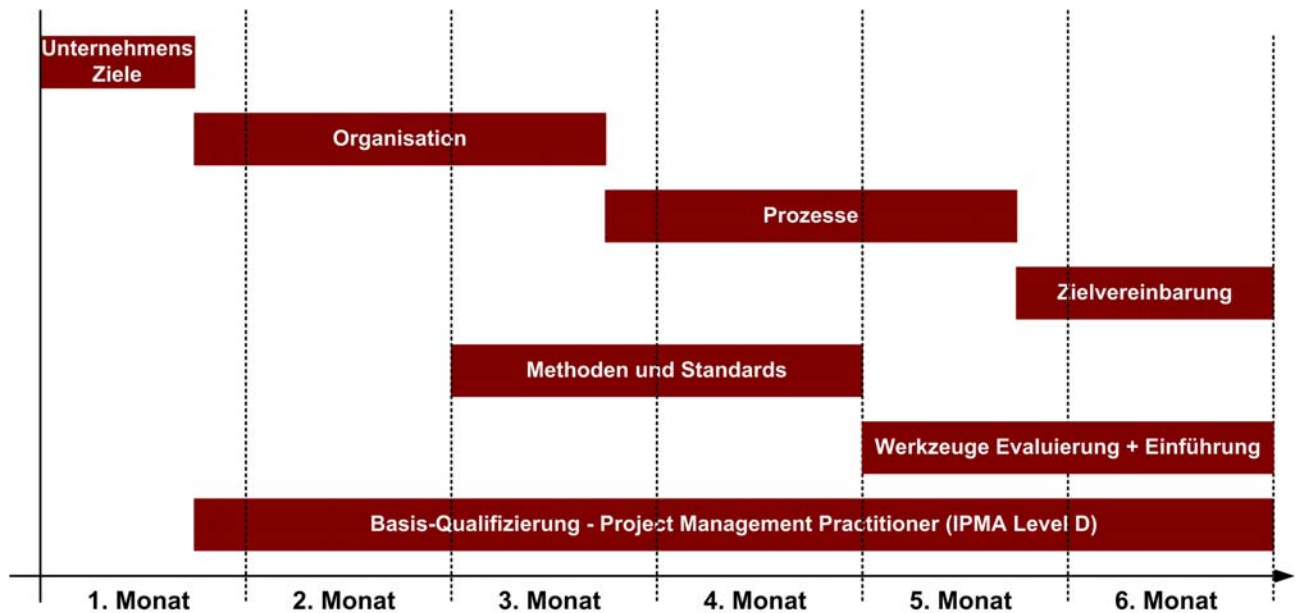 Unternehmens
Ziele
Organisation
Prozesse
Zielvereinbarung
Methoden und Standards
Werkzeuge Evaluierung + Einführung
Basis-Qualifizierung - Project Management Practitioner (IPMA Level D)
1. Monat 2. Monat 3. Monat 4. Monat 5. Monat 6. Monat